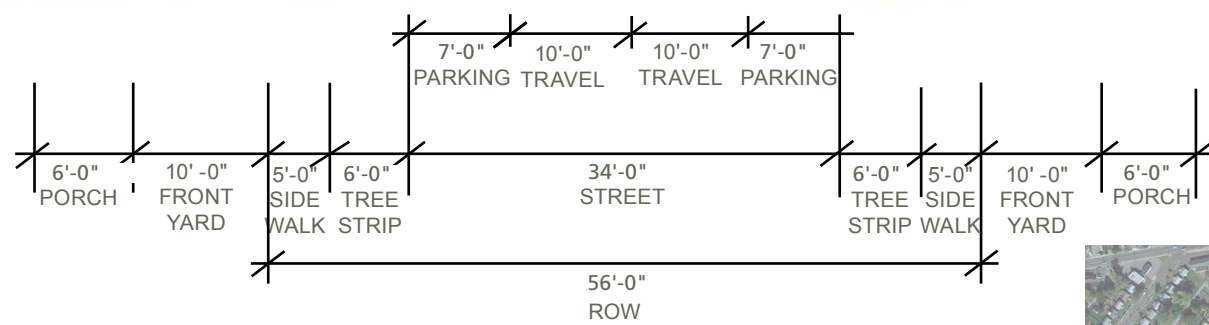 7'-0" 10'-0" 10'-0" 7'-0"
PARKING TRAVEL TRAVEL PARKING
6'-0" 10' -0" 5'-0" 6'-0" 34'-0" 6'-0" 5'-0" 10' -0" 6'-0"
PORCH FRONT SIDE TREE STREET TREE SIDE FRONT PORCH
YARD WALK STRIP STRIP WALK YARD
56'-0"
ROW